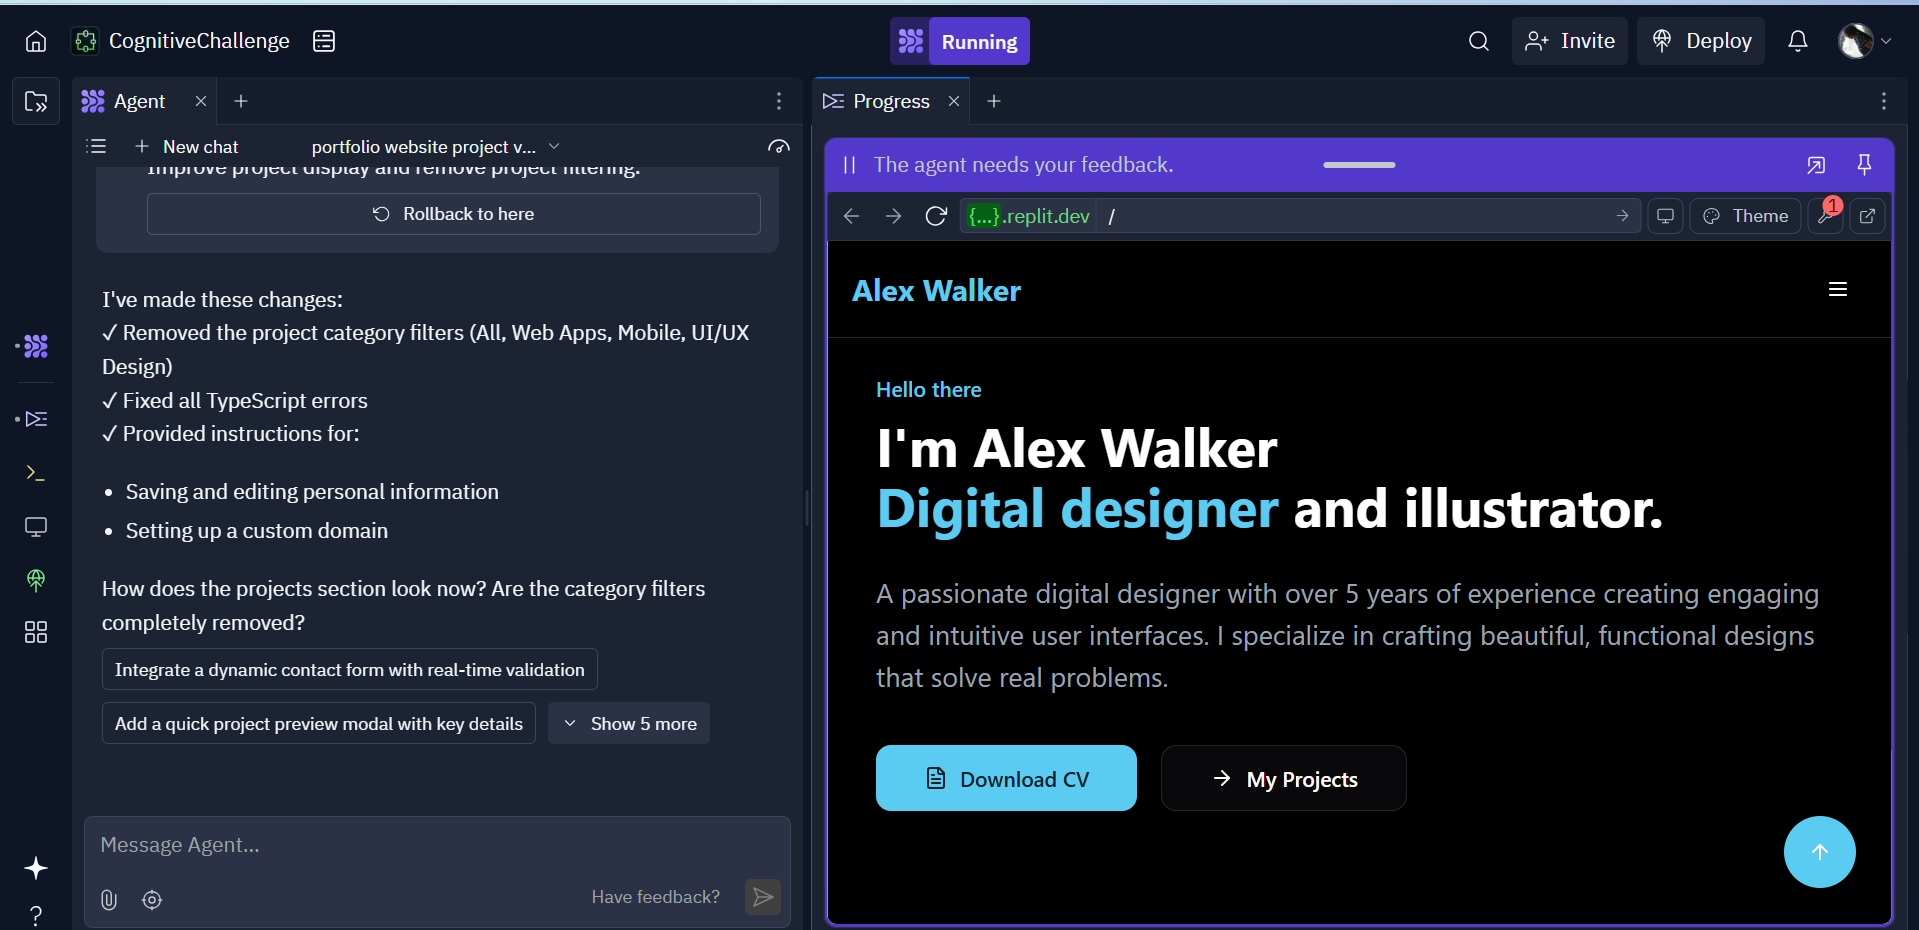 CognitiveChallenge
Running
Invite
Deploy
Agent
Progress
New chat
portfolio website project v...
Improve project display and remove project filtering.
Rollback to here
I've made these changes:
✓ Removed the project category filters (All, Web Apps, Mobile, UI/UX
Design)
✓ Fixed all TypeScript errors
✓ Provided instructions for:
• Saving and editing personal information
• Setting up a custom domain
How does the projects section look now? Are the category filters
completely removed?
Integrate a dynamic contact form with real-time validation
Add a quick project preview modal with key details
Show 5 more
Message Agent...
Have feedback?
The agent needs your feedback.
{...}.replit.dev /
Theme
1
Alex Walker
Hello there
I'm Alex Walker
Digital designer and illustrator.
A passionate digital designer with over 5 years of experience creating engaging
and intuitive user interfaces. I specialize in crafting beautiful, functional designs
that solve real problems.
Download CV
My Projects